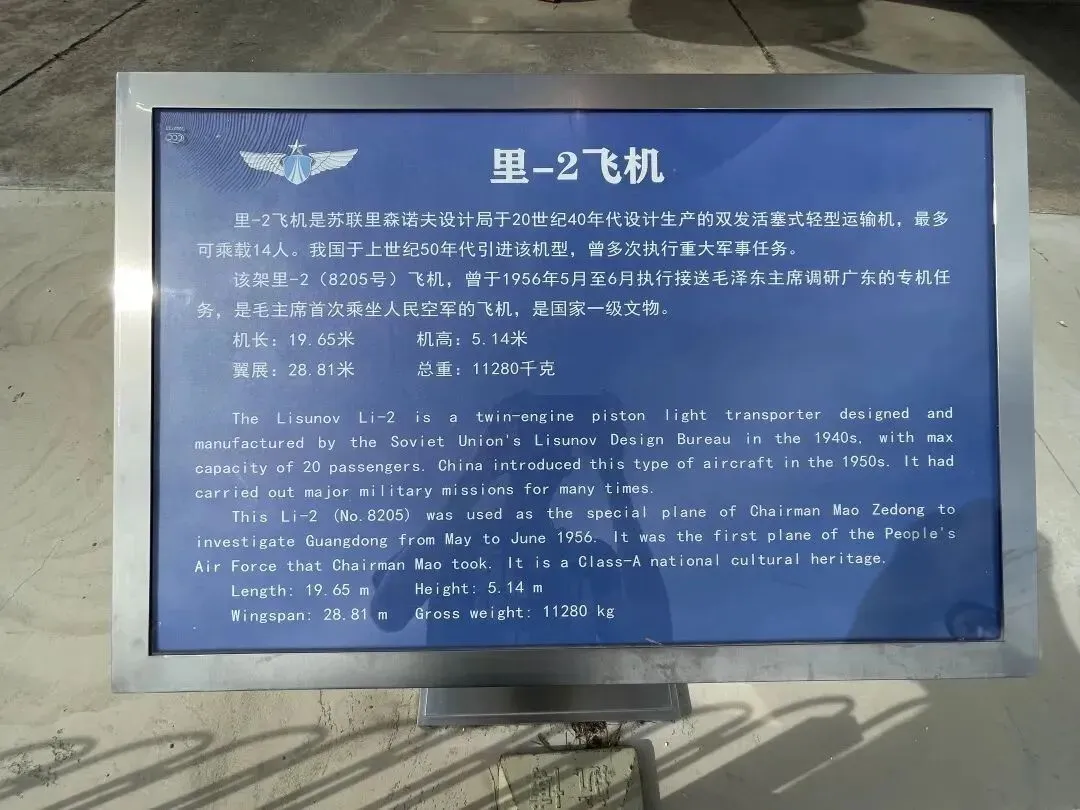 里-2飞机
里-2飞机是苏联里森诺夫设计局于20世纪40年代设计生产的双发活塞式轻型运输机，最多
可乘载14人。我国于上世纪50年代引进该机型，曾多次执行重大军事任务。
该架里-2（8205号）飞机，曾于1956年5月至6月执行接送毛泽东主席调研广东的专机任
务，是毛主席首次乘坐人民空军的飞机，是国家一级文物。
机长：19.65米 机高：5.14米
翼展：28.81米 总重：11280千克
The Lisunov Li-2 is a twin-engine piston light transporter designed and
manufactured by the Soviet Union's Lisunov Design Bureau in the 1940s, with max
capacity of 20 passengers. China introduced this type of aircraft in the 1950s. It had
carried out major military missions for many times.
This Li-2 (No.8205) was used as the special plane of Chairman Mao Zedong to
investigate Guangdong from May to June 1956. It was the first plane of the People's
Air Force that Chairman Mao took. It is a Class-A national cultural heritage.
Length: 19.65 m Height: 5.14 m
Wingspan: 28.81 m Gross weight: 11280 kg